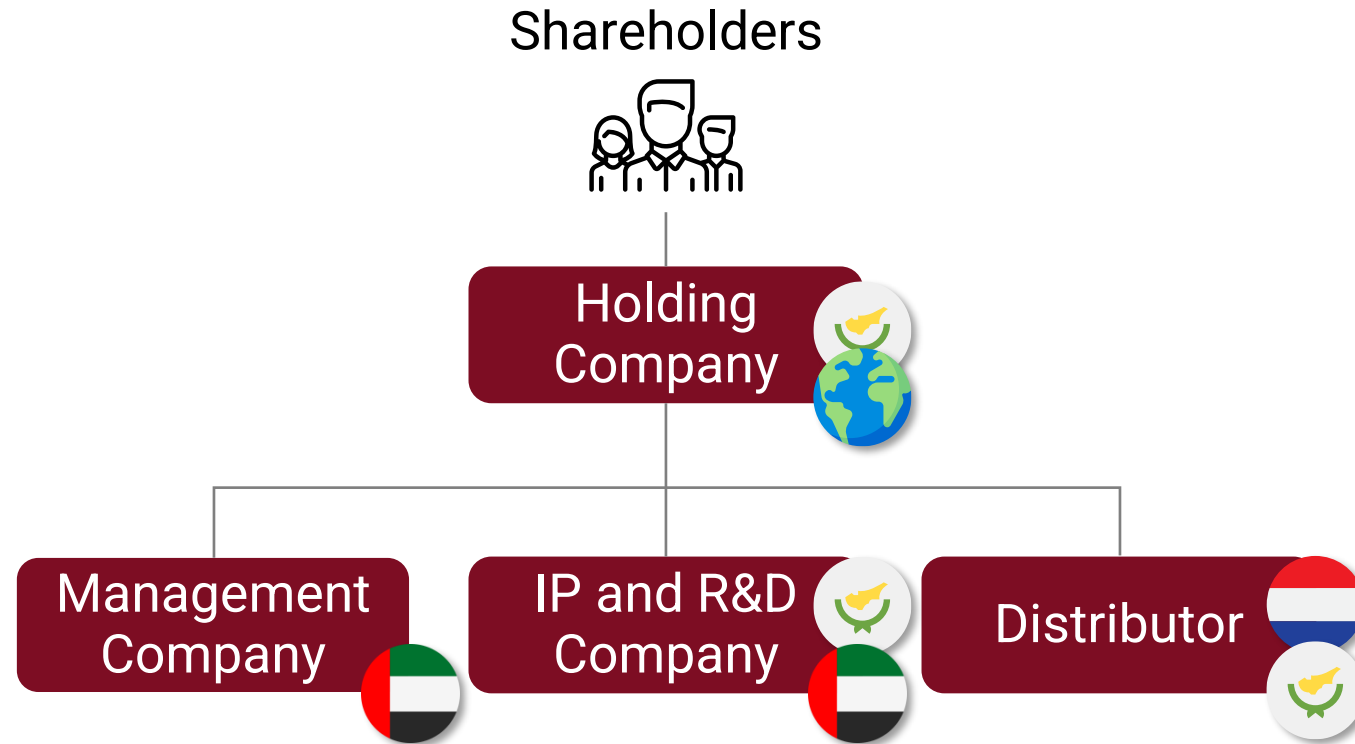 Shareholders
Holding
Company
Management
Company
IP and R&D
Company
Distributor